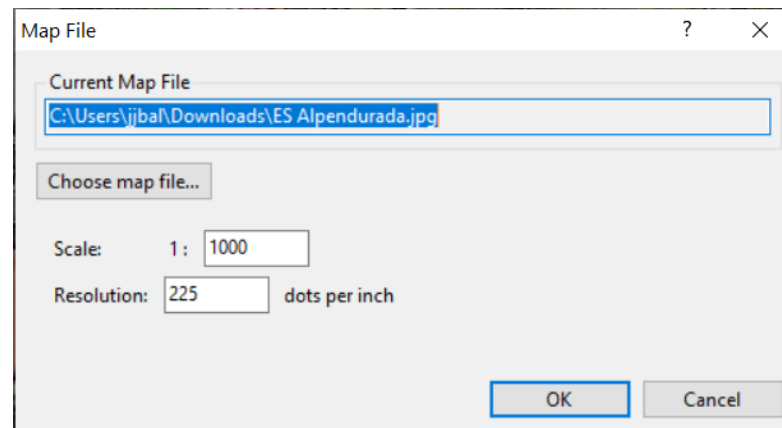 Map File ?
Current Map File
C:\Users\jjbal\Downloads\ES Alpendurada.jpg
Choose map file...
Scale: 1 : 1000
Resolution: 225 dots per inch
OK Cancel